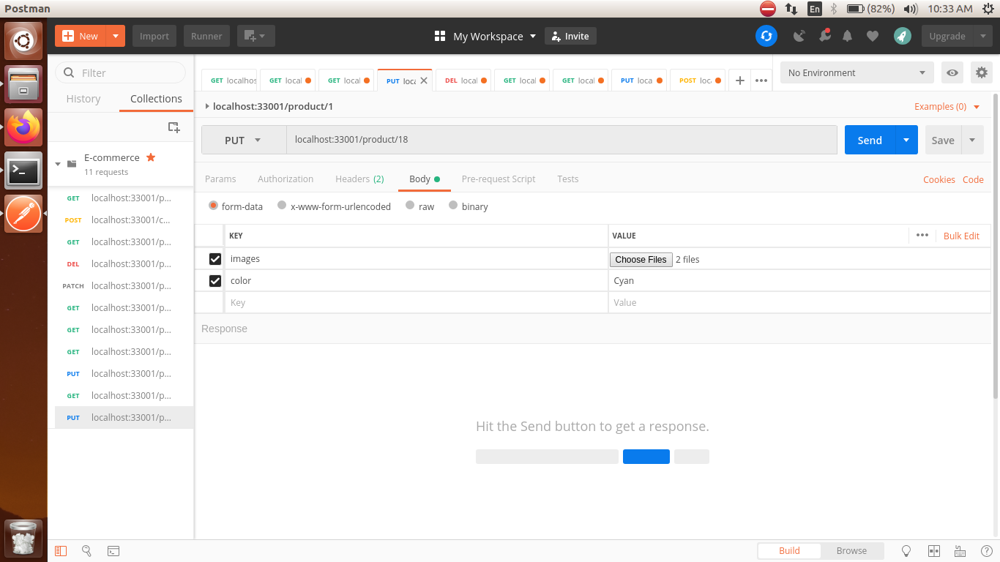 Postman
En
(82%)
10:33 AM
New
Import
Runner
My Workspace
Invite
Upgrade
Filter
History
Collections
E-commerce
11 requests
GET localhost:33001/p...
POST localhost:33001/c...
GET localhost:33001/p...
DEL localhost:33001/p...
PATCH localhost:33001/p...
GET localhost:33001/p...
GET localhost:33001/p...
GET localhost:33001/p...
PUT localhost:33001/p...
GET localhost:33001/p...
PUT localhost:33001/p...
GET localhos
GET local
GET local
PUT loca
DEL local
GET local
GET local
PUT loca
POST loc
No Environment
localhost:33001/product/1
Examples (0)
PUT
localhost:33001/product/18
Send
Save
Params
Authorization
Headers (2)
Body
Pre-request Script
Tests
Cookies
Code
form-data
x-www-form-urlencoded
raw
binary
KEY
VALUE
Bulk Edit
images
Choose Files
2 files
color
Cyan
Key
Value
Response
Hit the Send button to get a response.
Build
Browse